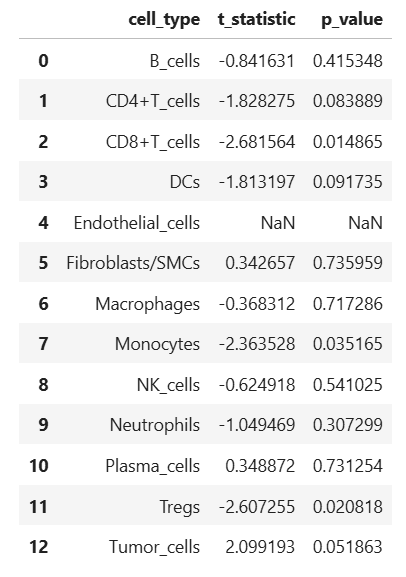 cell_type t_statistic p_value
0 B_cells -0.841631 0.415348
1 CD4+T_cells -1.828275 0.083889
2 CD8+T_cells -2.681564 0.014865
3 DCs -1.813197 0.091735
4 Endothelial_cells NaN NaN
5 Fibroblasts/SMCs 0.342657 0.735959
6 Macrophages -0.368312 0.717286
7 Monocytes -2.363528 0.035165
8 NK_cells -0.624918 0.541025
9 Neutrophils -1.049469 0.307299
10 Plasma_cells 0.348872 0.731254
11 Tregs -2.607255 0.020818
12 Tumor_cells 2.099193 0.051863